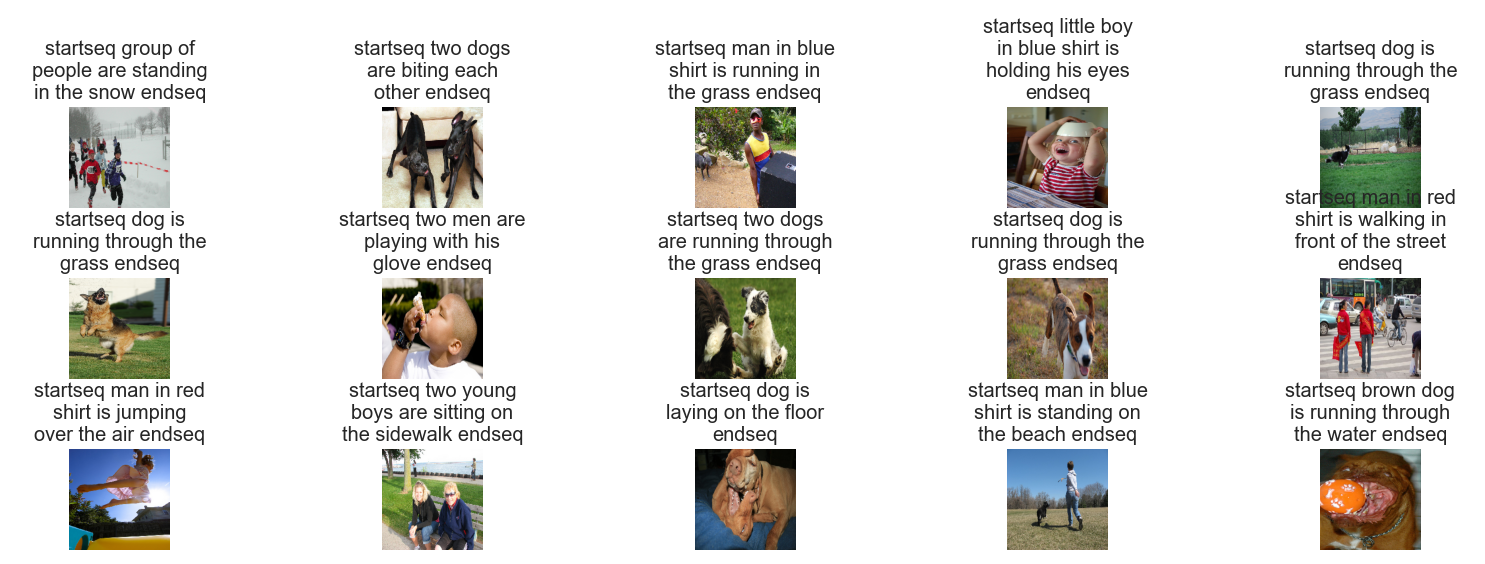 startseq group of
people are standing
in the snow endseq
startseq two dogs
are biting each
other endseq
startseq man in blue
shirt is running in
the grass endseq
startseq little boy
in blue shirt is
holding his eyes
endseq
startseq dog is
running through the
grass endseq
startseq dog is
running through the
grass endseq
startseq two men are
playing with his
glove endseq
startseq two dogs
are running through
the grass endseq
startseq dog is
running through the
grass endseq
startseq man in red
shirt is walking in
front of the street
endseq
startseq man in red
shirt is jumping
over the air endseq
startseq two young
boys are sitting on
the sidewalk endseq
startseq dog is
laying on the floor
endseq
startseq man in blue
shirt is standing on
the beach endseq
startseq brown dog
is running through
the water endseq